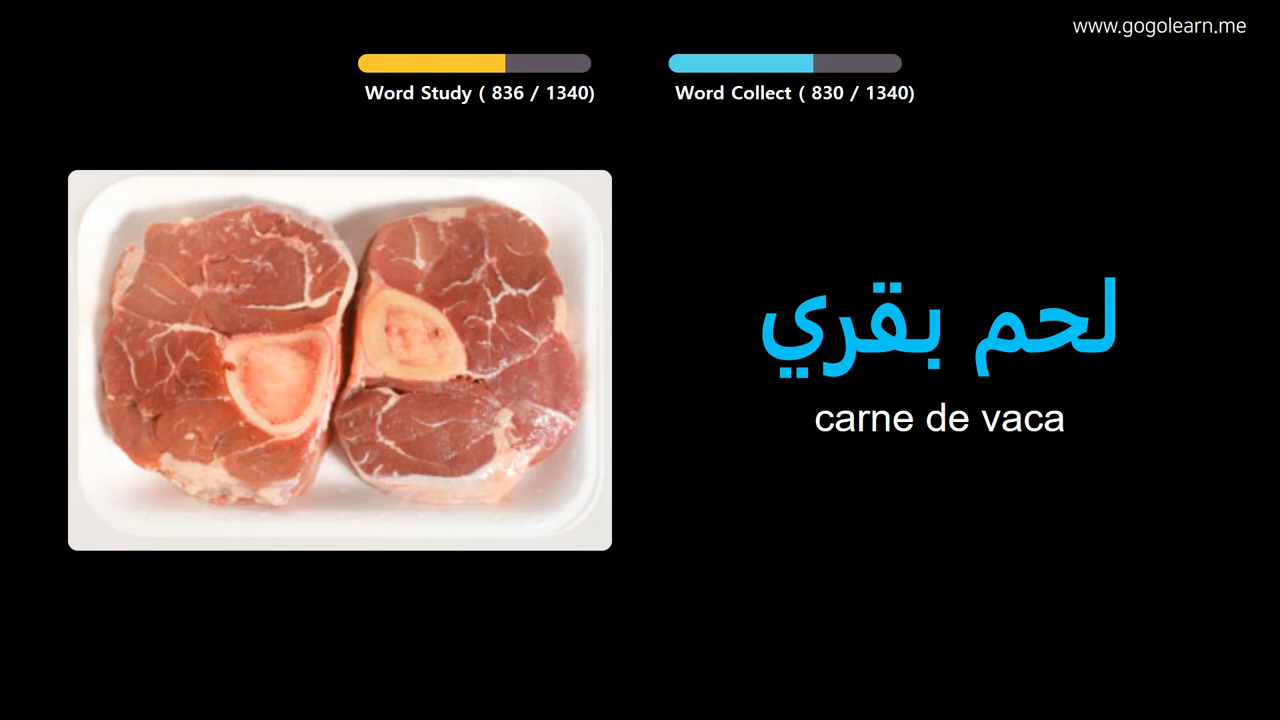 www.gogolearn.me
Word Study ( 836 / 1340)
Word Collect ( 830 / 1340)
لحم بقري
carne de vaca